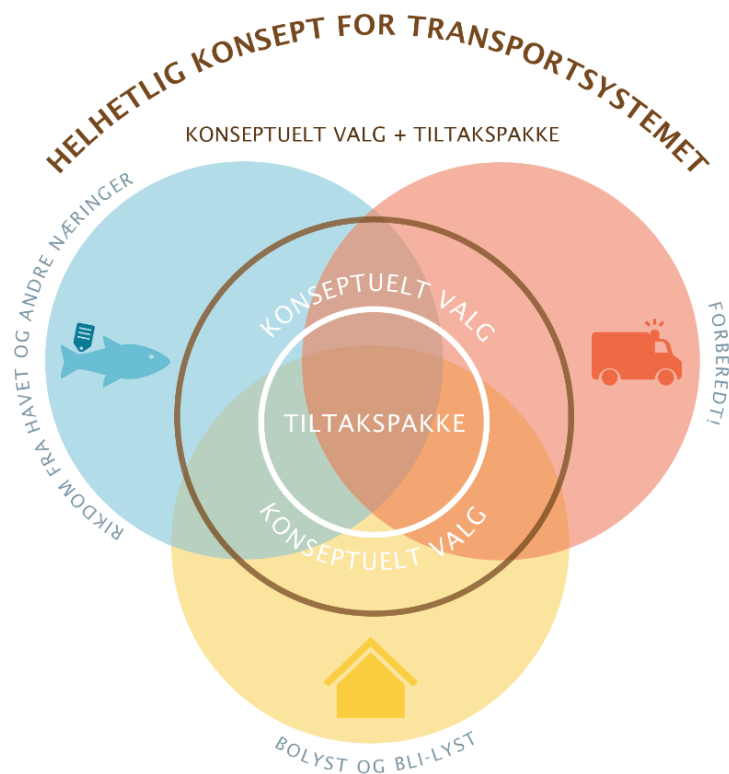 HELHETLIG KONSEPT FOR TRANSPORTSYSTEMET
KONSEPTUELT VALG + TILTAKSPAKKE
RIKDOM FRA HAVET OG ANDRE NÆRINGER
KONSEPTUELT VALG
FORBEREDT!
TILTAKSPAKKE
KONSEPTUELT VALG
BOLYST OG BLI-LYST